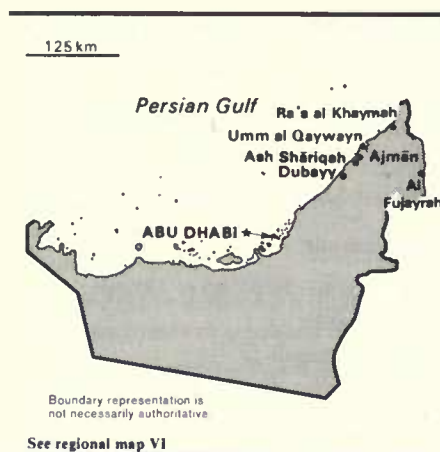 125 km
Persian Gulf
Ra's al Khaymah
Umm al Qaywayn
Ash Shāriqah
Ajmān
Dubayy
Al
Fujayrah
ABU DHABI
Boundary representation is
not necessarily authoritative
See regional map VI